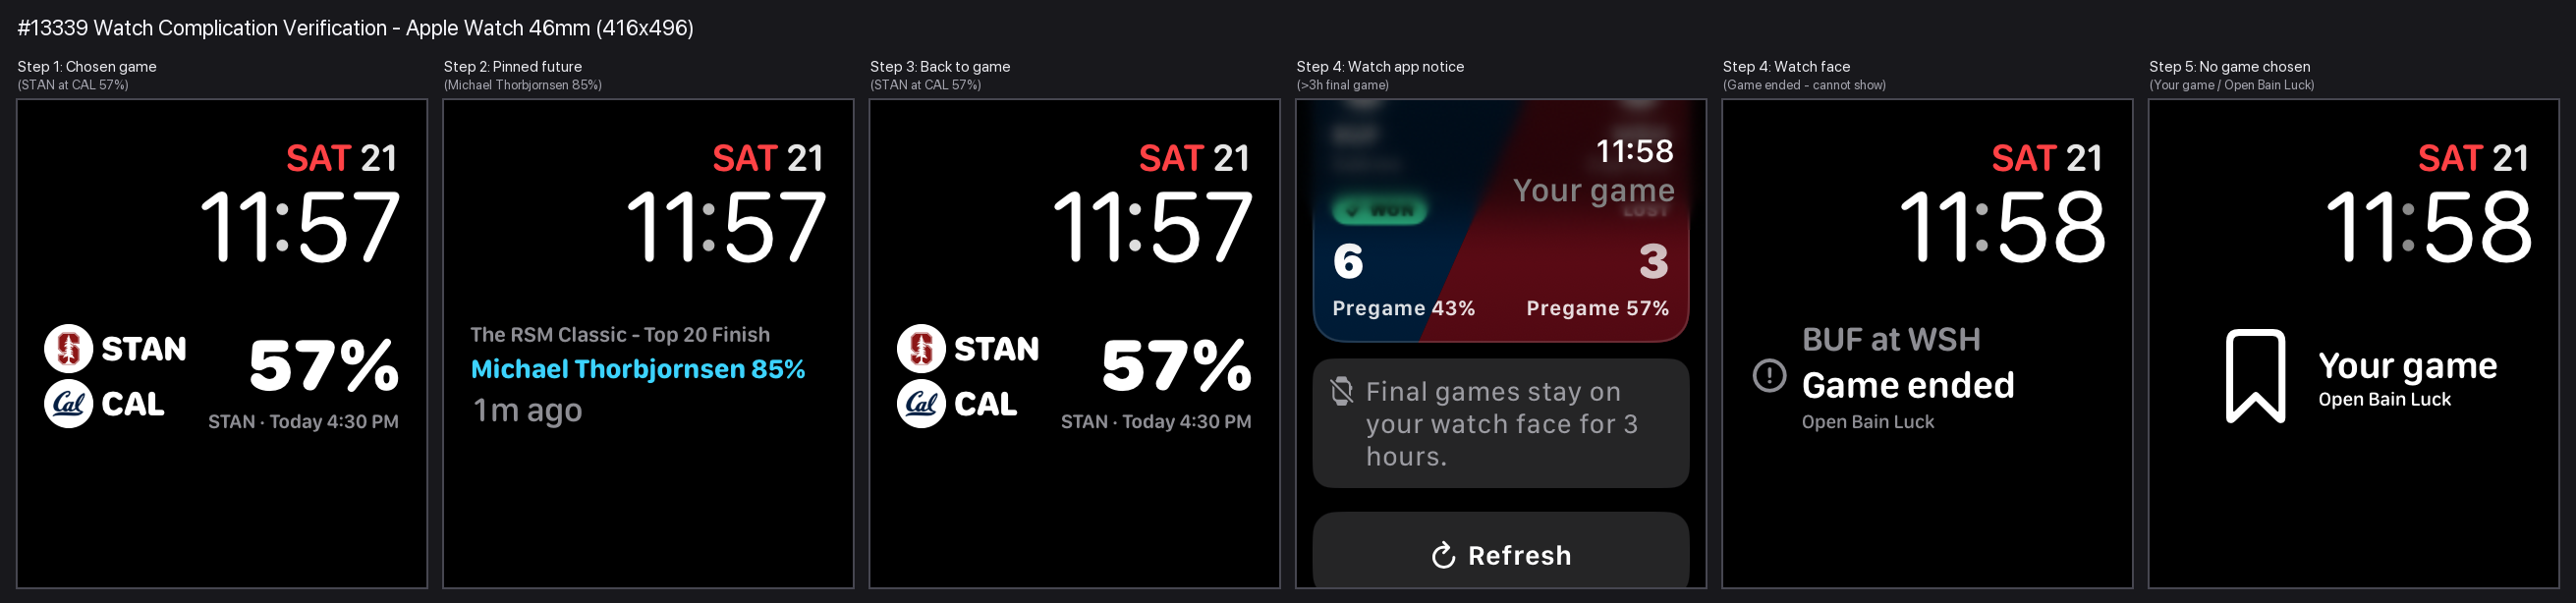 #13339 Watch Complication Verification - Apple Watch 46mm (416x496)
Step 1: Chosen game
(STAN at CAL 57%)
SAT 21
11:57
STAN
57%
CAL
STAN · Today 4:30 PM
Step 2: Pinned future
(Michael Thorbjornsen 85%)
SAT 21
11:57
The RSM Classic - Top 20 Finish
Michael Thorbjornsen 85%
1m ago
Step 3: Back to game
(STAN at CAL 57%)
SAT 21
11:57
STAN
57%
CAL
STAN · Today 4:30 PM
Step 4: Watch app notice
(>3h final game)
BUF
11:58
Your game
✓ WON
LOST
6
3
Pregame 43%
Pregame 57%
Final games stay on
your watch face for 3
hours.
Refresh
Step 4: Watch face
(Game ended - cannot show)
SAT 21
11:58
BUF at WSH
Game ended
Open Bain Luck
Step 5: No game chosen
(Your game / Open Bain Luck)
SAT 21
11:58
Your game
Open Bain Luck